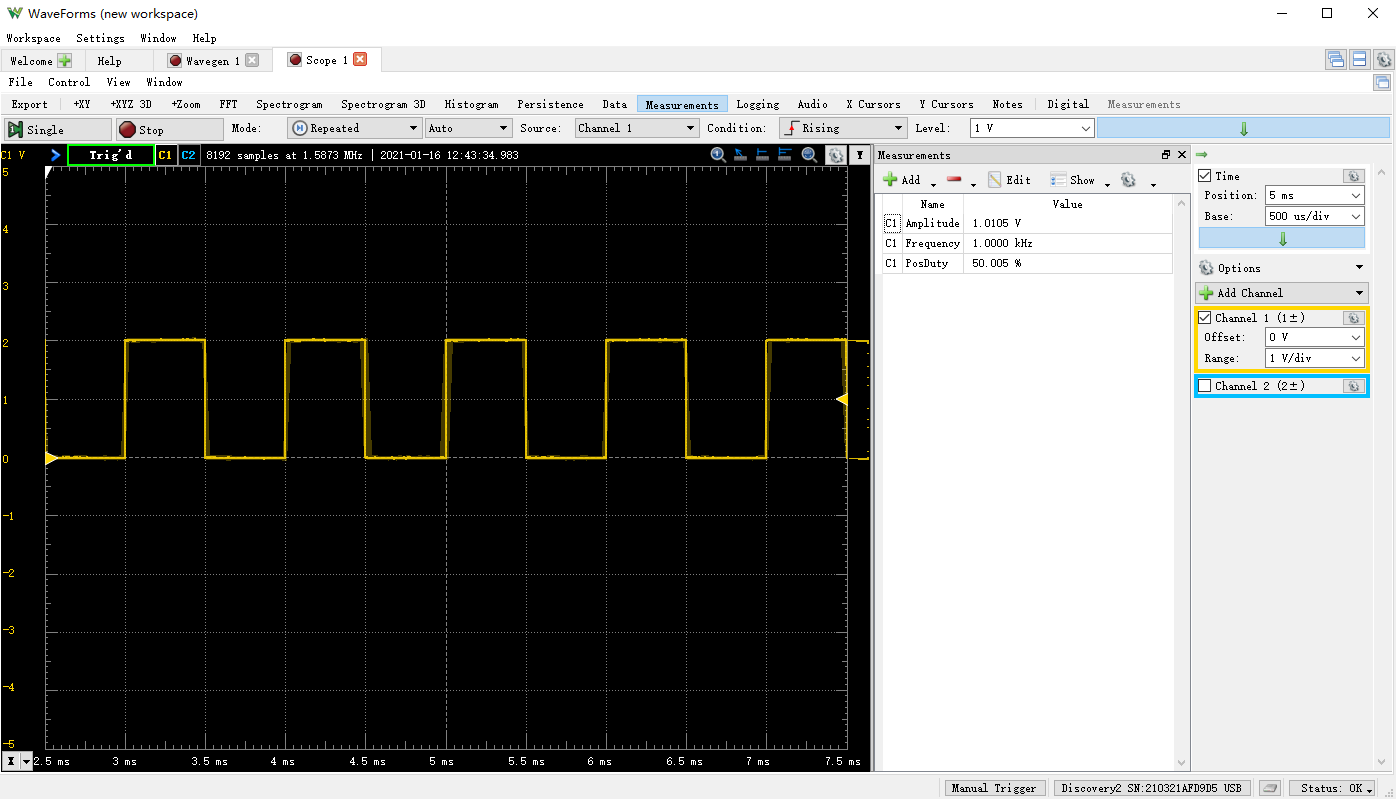 WaveForms (new workspace)
Workspace Settings Window Help
Welcome Help Wavegen 1 Scope 1
File Control View Window
Export +XY +XYZ 3D +Zoom FFT Spectrogram Spectrogram 3D Histogram Persistence Data Measurements Logging Audio X Cursors Y Cursors Notes Digital Measurements
Single Stop Mode: Repeated Auto Source: Channel 1 Condition: Rising Level: 1 V
C1 V Trig'd C1 C2 8192 samples at 1.5873 MHz | 2021-01-16 12:43:34.983
5
4
3
2
1
0
-1
-2
-3
-4
-5
X 2.5 ms 3 ms 3.5 ms 4 ms 4.5 ms 5 ms 5.5 ms 6 ms 6.5 ms 7 ms 7.5 ms
Y
Measurements
Add Edit Show
Name Value
C1 Amplitude 1.0105 V
C1 Frequency 1.0000 kHz
C1 PosDuty 50.005 %
Time
Position: 5 ms
Base: 500 us/div
Options
Add Channel
Channel 1 (1±)
Offset: 0 V
Range: 1 V/div
Channel 2 (2±)
Manual Trigger Discovery2 SN:210321AFD9D5 USB Status: OK